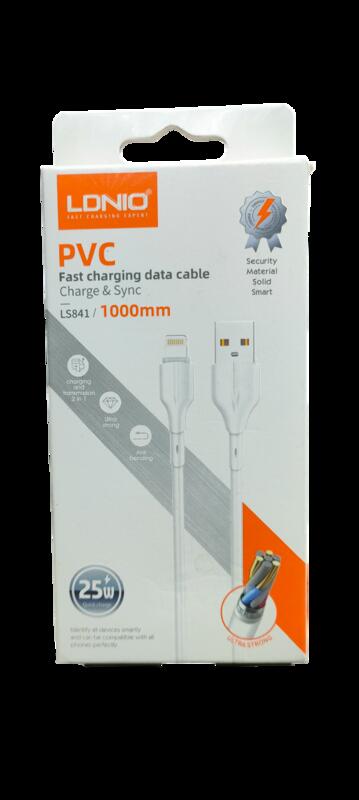 LDNIO®
FAST CHARGING EXPERT
PVC
Fast charging data cable
Charge & Sync
LS841 / 1000mm
Security
Material
Solid
Smart
charging
and
transmission
2 in 1
Ultra
strong
Anti
bending
25W
Quick charge
Identify all devices smartly
and can be compatible with all
phones perfectly
ULTRA STRONG